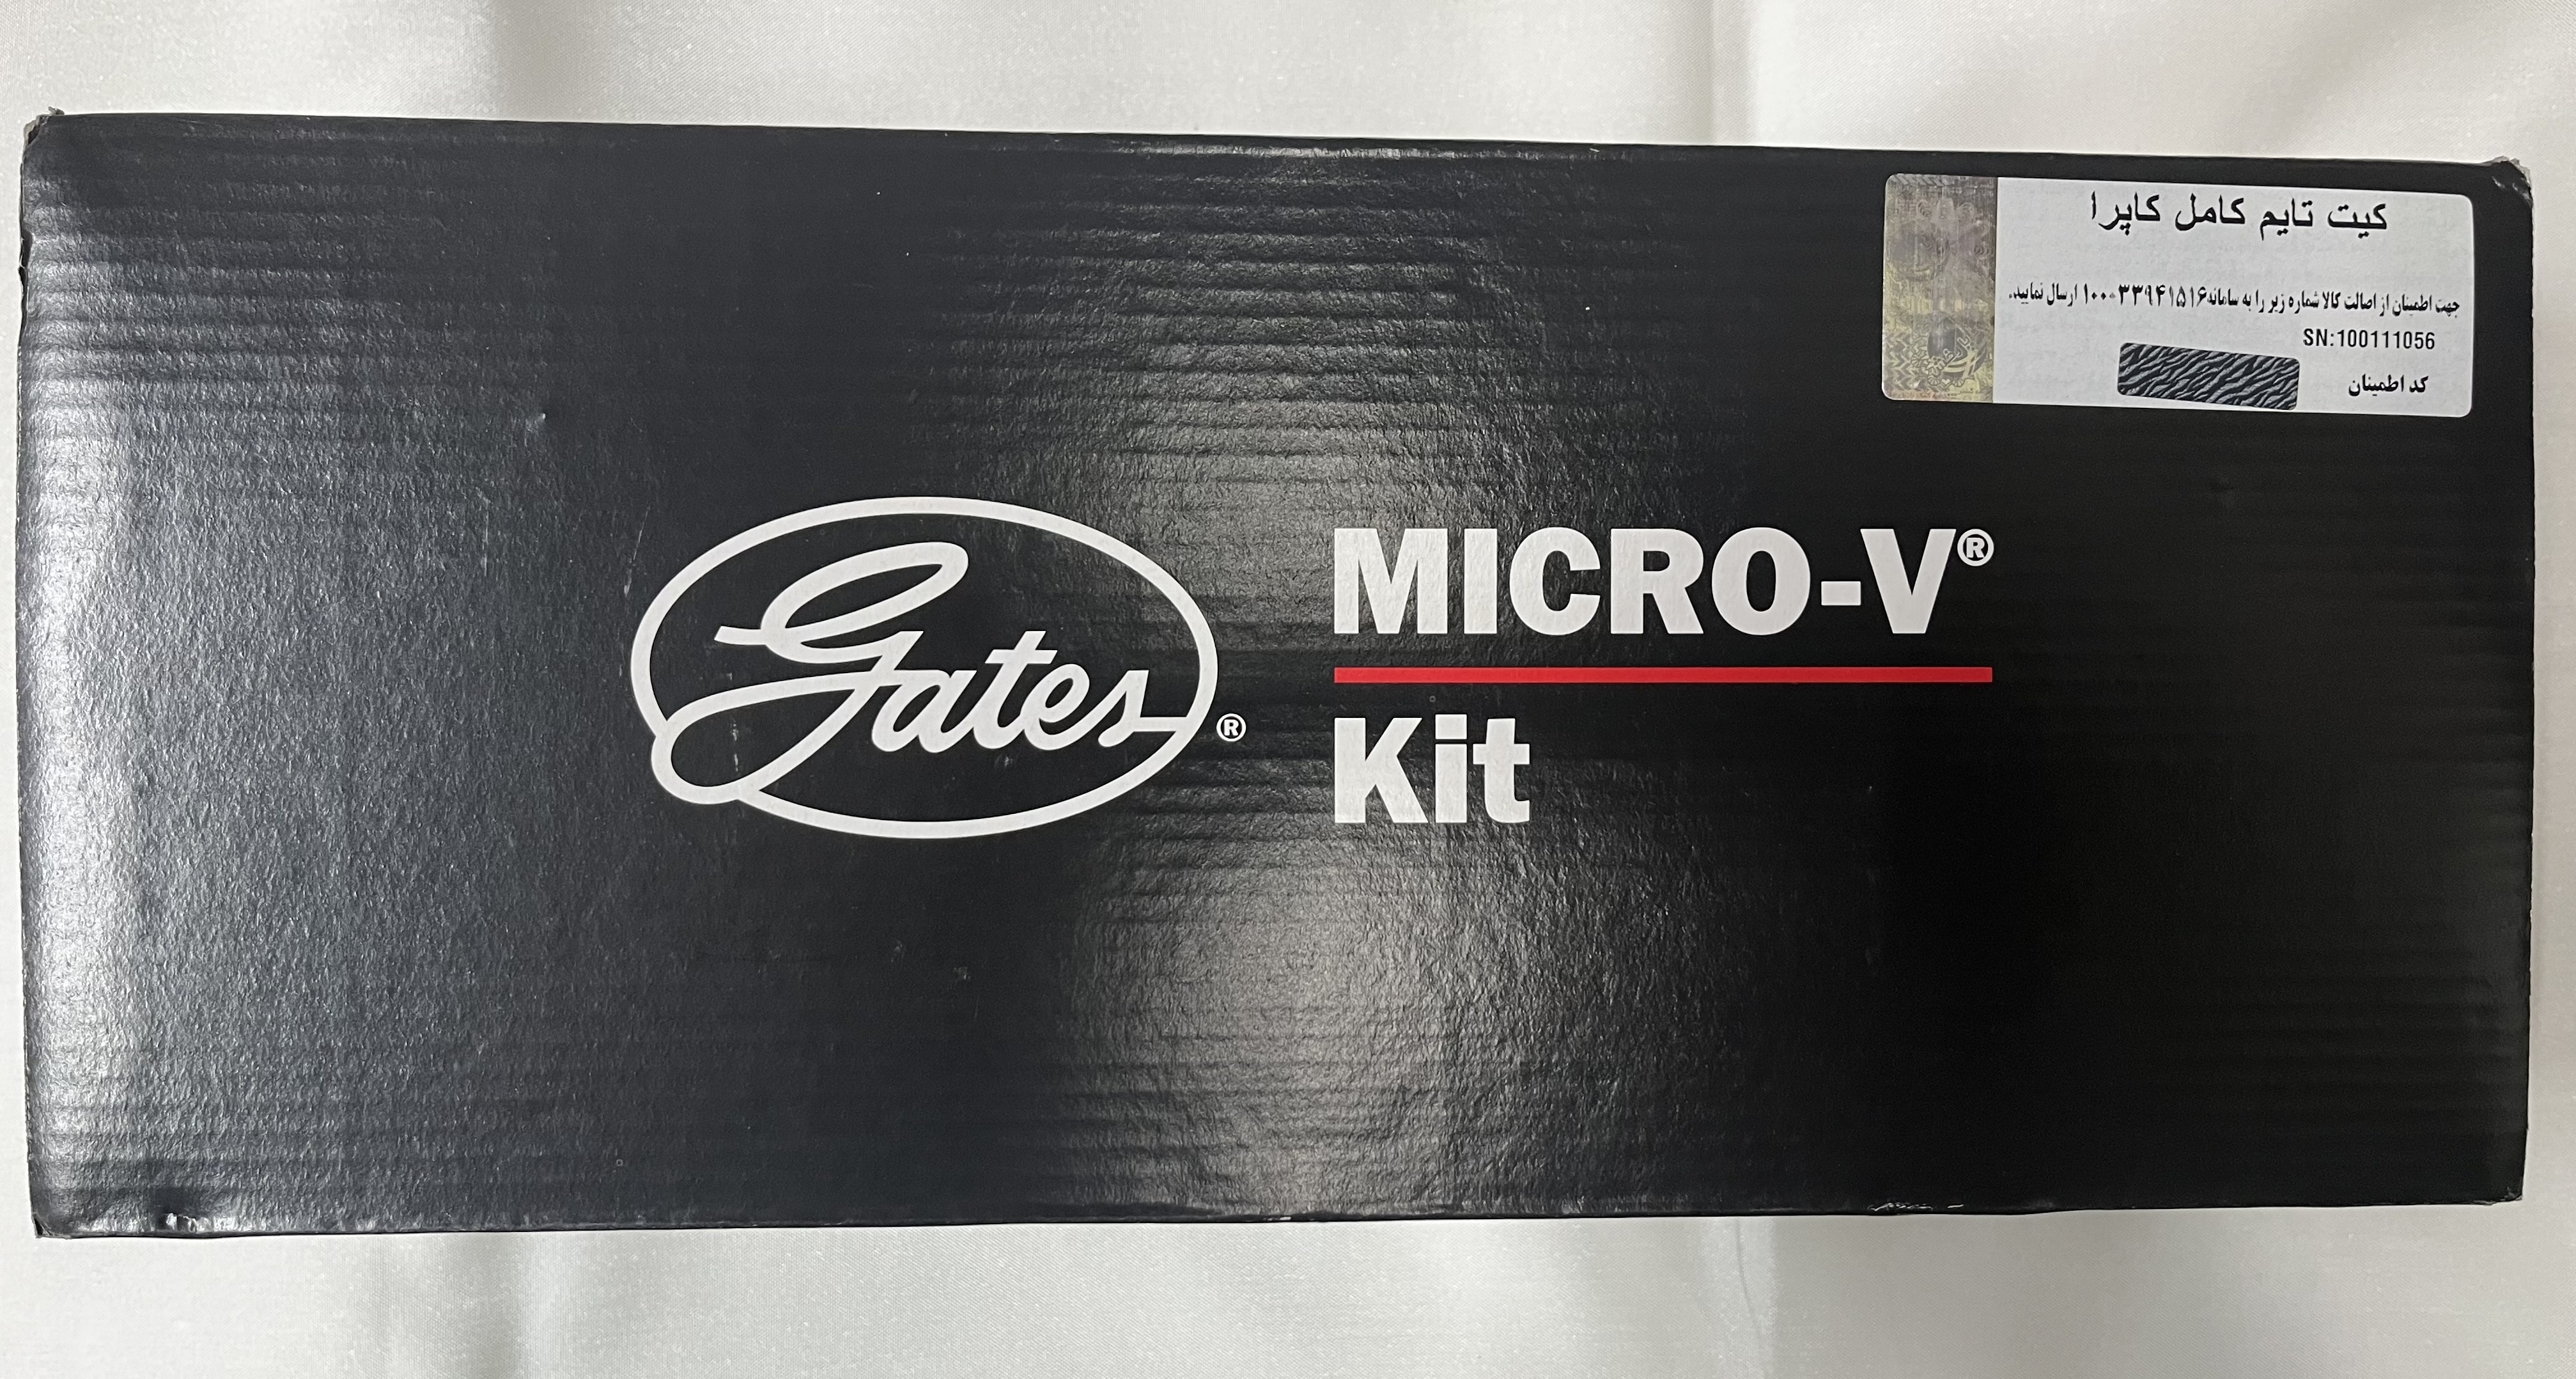 کیت تایم کامل کاپرا
جهت اطمینان از اصالت کالا شماره زیر را به سامانه ۱۰۰۰۳۳۹۴۱۵۱۶ ارسال نمایید.
SN:100111056
کد اطمینان
Gates®
MICRO-V®
Kit